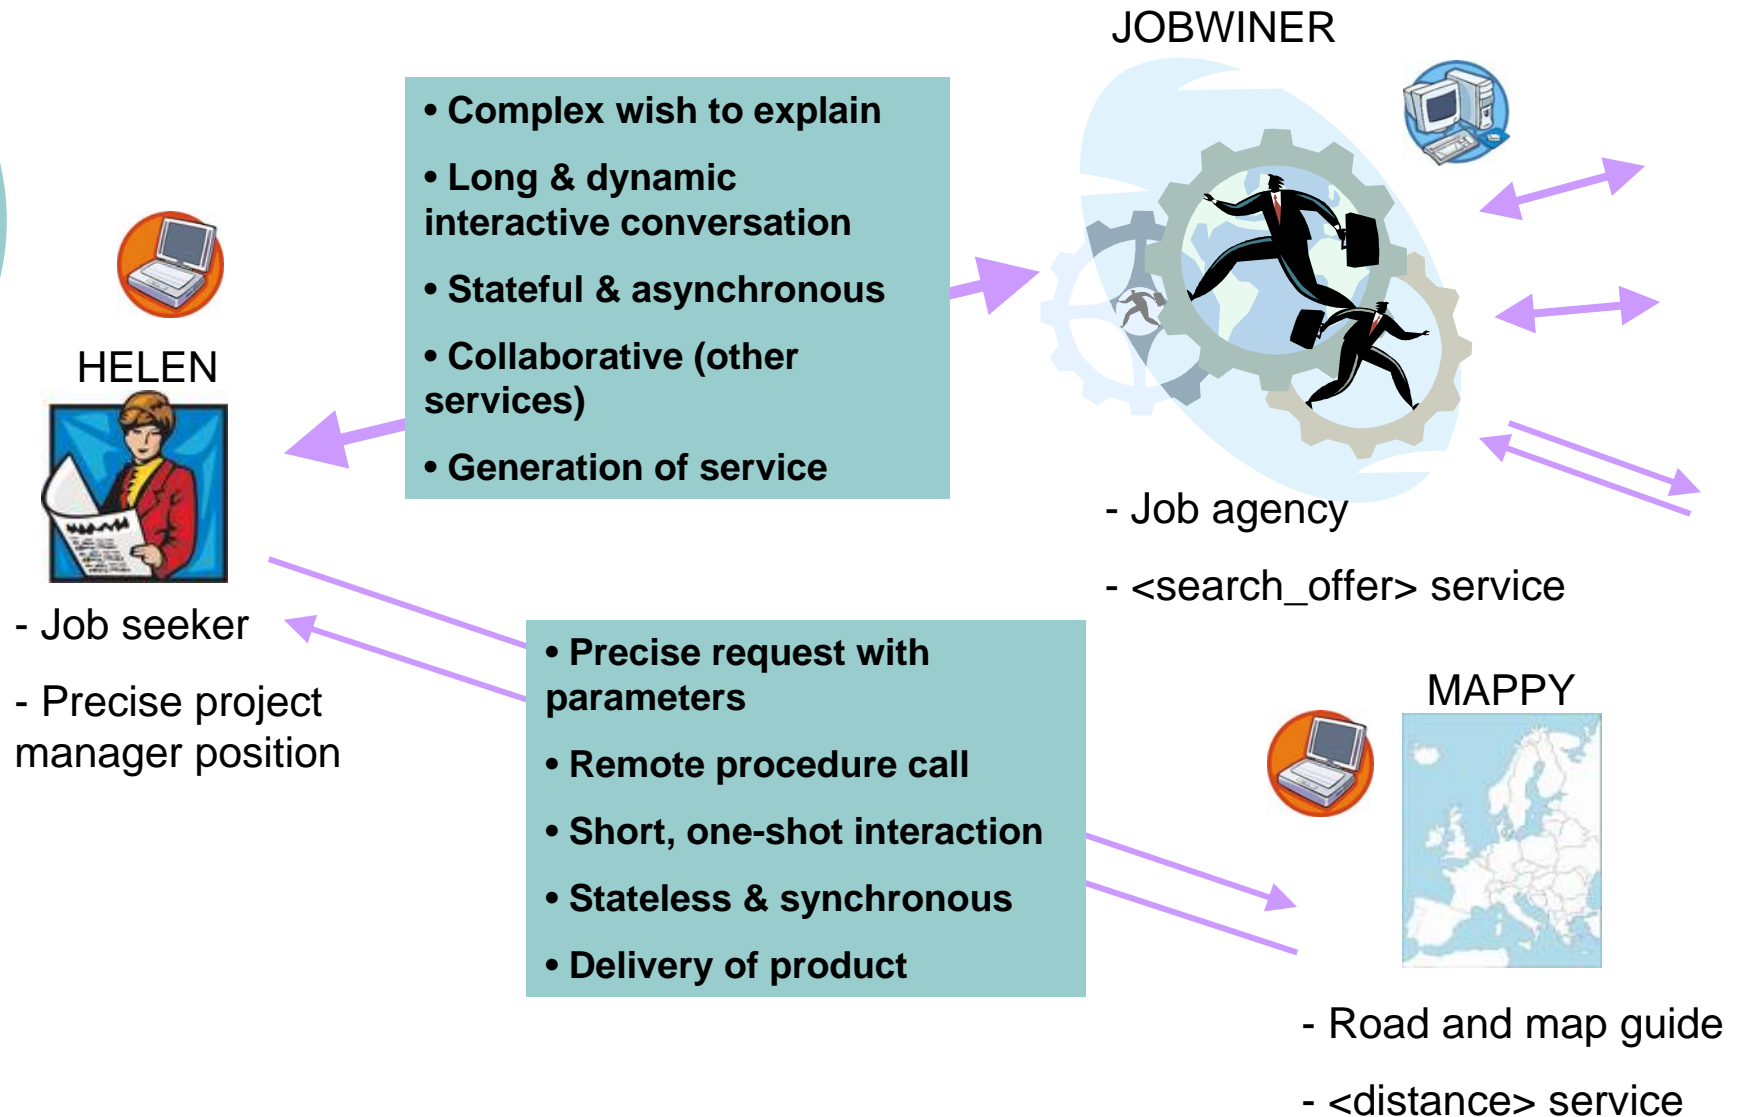 JOBWINER
• Complex wish to explain
• Long & dynamic
interactive conversation
• Stateful & asynchronous
• Collaborative (other
services)
• Generation of service
HELEN
- Job seeker
- Precise project
manager position
- Job agency
- <search_offer> service
• Precise request with
parameters
• Remote procedure call
• Short, one-shot interaction
• Stateless & synchronous
• Delivery of product
MAPPY
- Road and map guide
- <distance> service